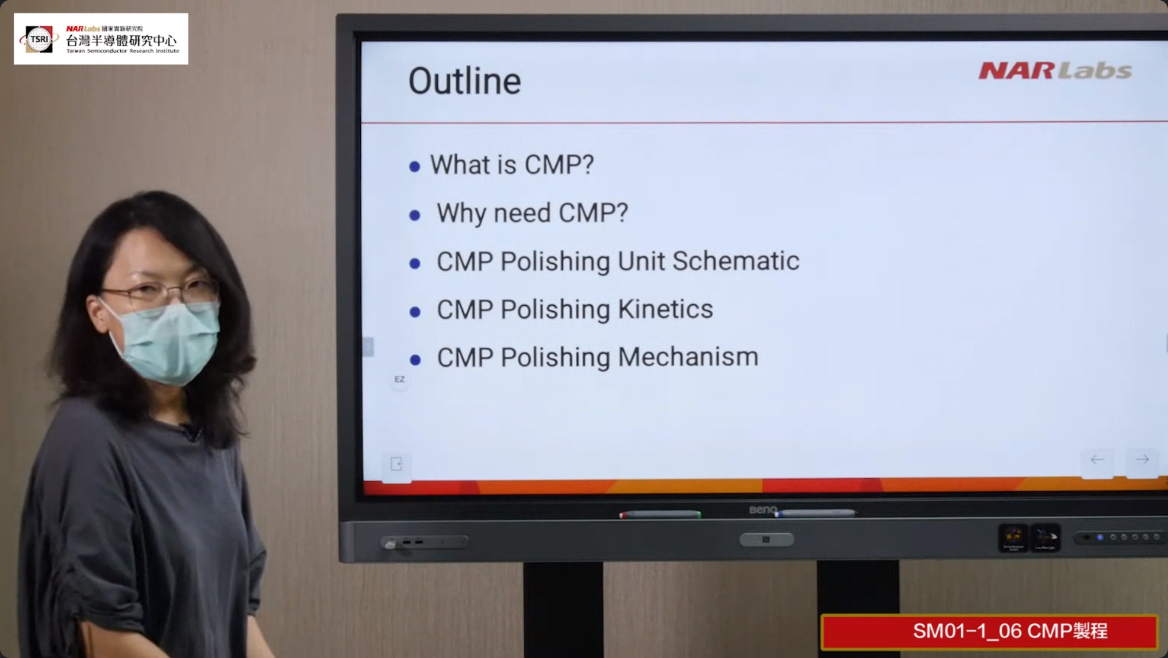 TSRI
NARLabs 國家實驗研究院
台灣半導體研究中心
Taiwan Semiconductor Research Institute
Outline
NARLabs
What is CMP?
Why need CMP?
CMP Polishing Unit Schematic
CMP Polishing Kinetics
CMP Polishing Mechanism
EZ
BenQ
SM01-1_06 CMP製程